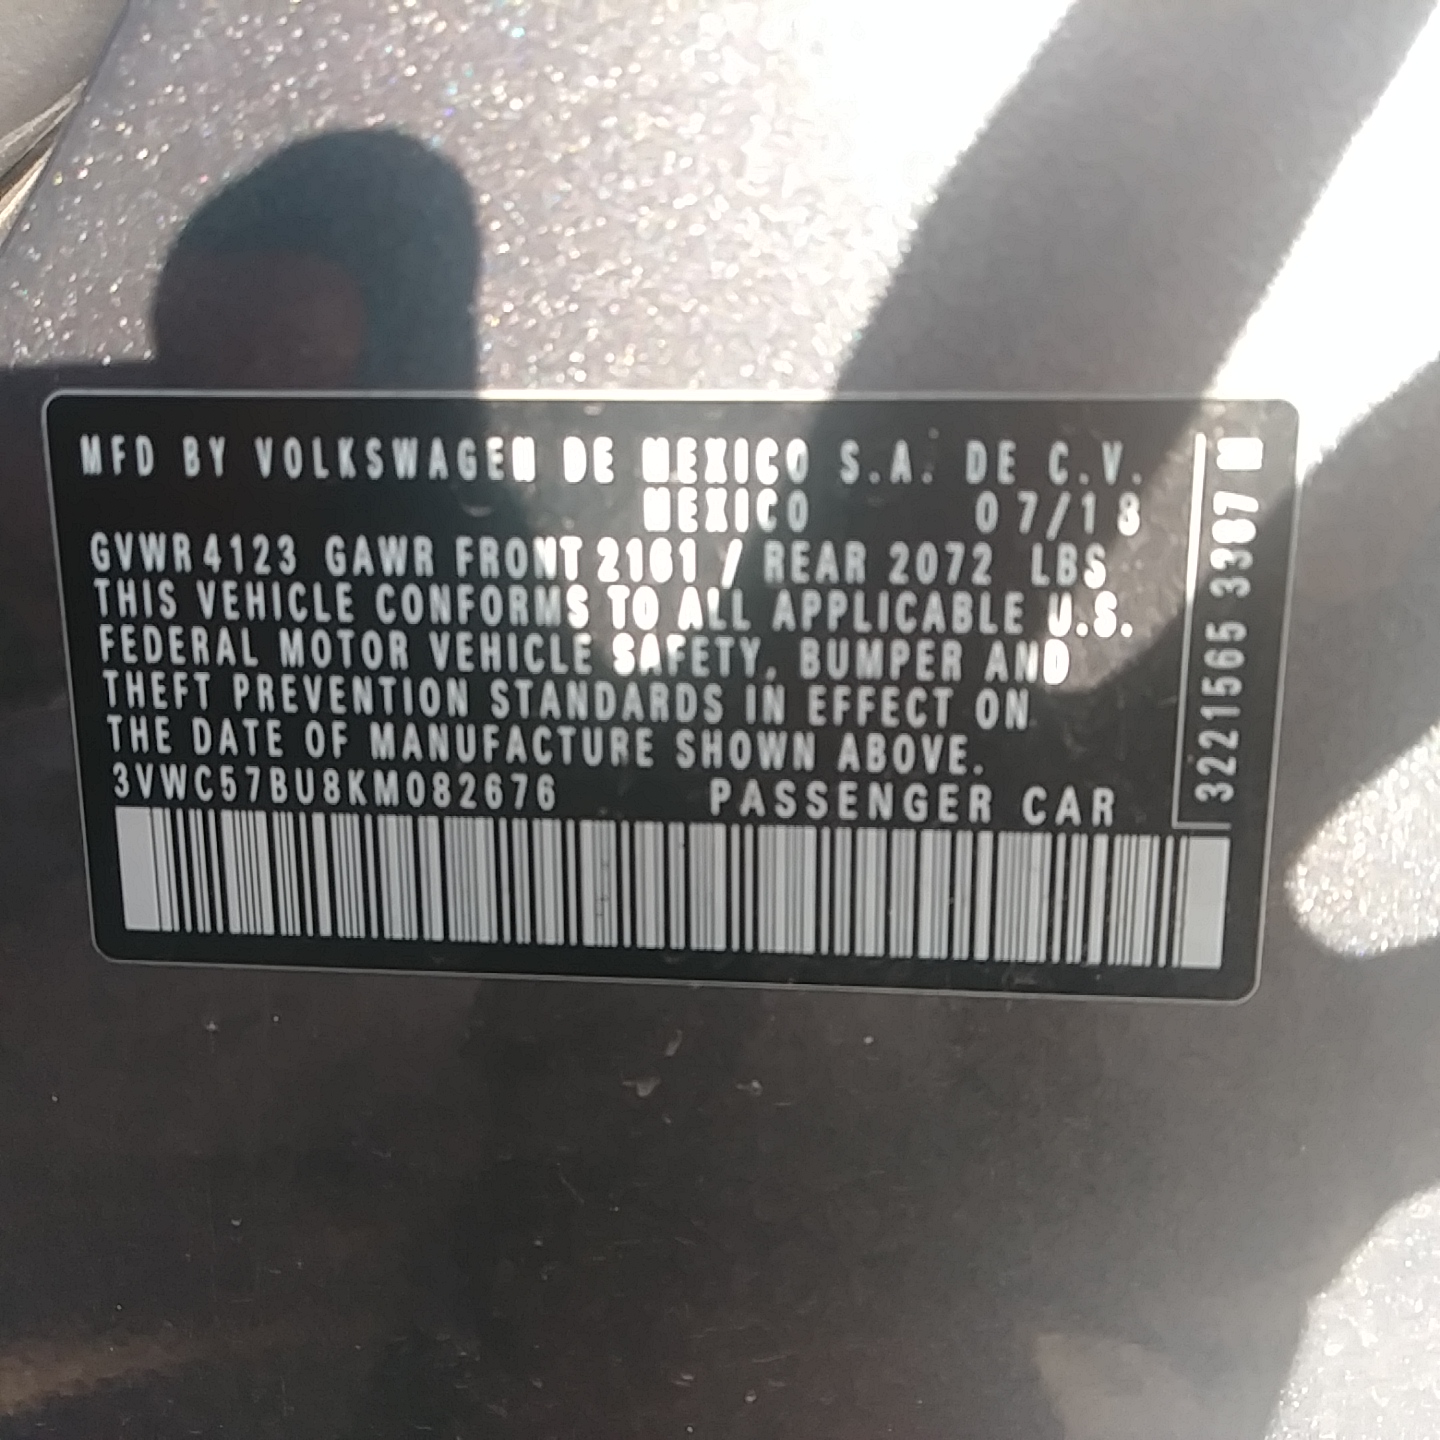 MFD BY VOLKSWAGEN DE MEXICO S.A. DE C.V.
MEXICO 07/18
GVWR 4123 GAWR FRONT 2161 / REAR 2072 LBS
THIS VEHICLE CONFORMS TO ALL APPLICABLE U.S.
FEDERAL MOTOR VEHICLE SAFETY, BUMPER AND
THEFT PREVENTION STANDARDS IN EFFECT ON
THE DATE OF MANUFACTURE SHOWN ABOVE.
3VWC57BU8KM082676 PASSENGER CAR
3221565 3387 M